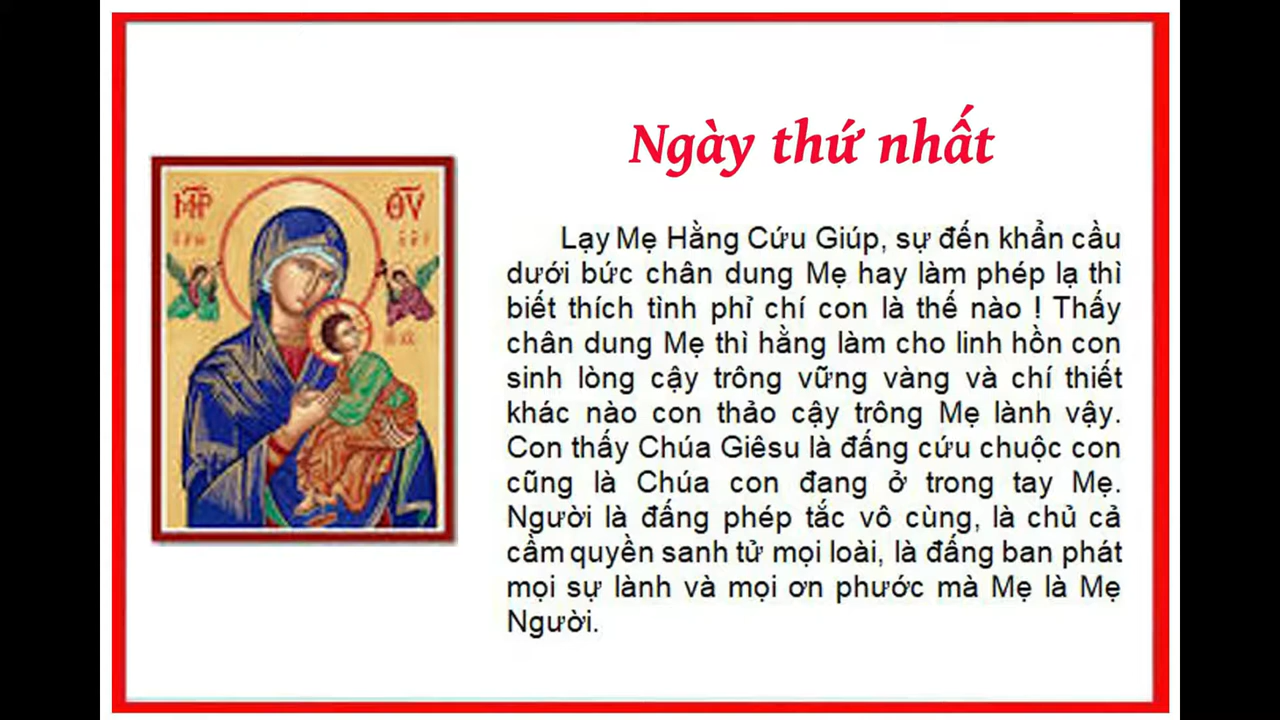 Ngày thứ nhất
ΘV
Lạy Mẹ Hằng Cứu Giúp, sự đến khẩn cầu
dưới bức chân dung Mẹ hay làm phép lạ thì
biết thích tình phỉ chí con là thế nào ! Thấy
chân dung Mẹ thì hằng làm cho linh hồn con
sinh lòng cậy trông vững vàng và chí thiết
khác nào con thảo cậy trông Mẹ lành vậy.
Con thấy Chúa Giêsu là đấng cứu chuộc con
cũng là Chúa con đang ở trong tay Mẹ.
Người là đấng phép tắc vô cùng, là chủ cả
cầm quyền sanh tử mọi loài, là đấng ban phát
mọi sự lành và mọi ơn phước mà Mẹ là Mẹ
Người.